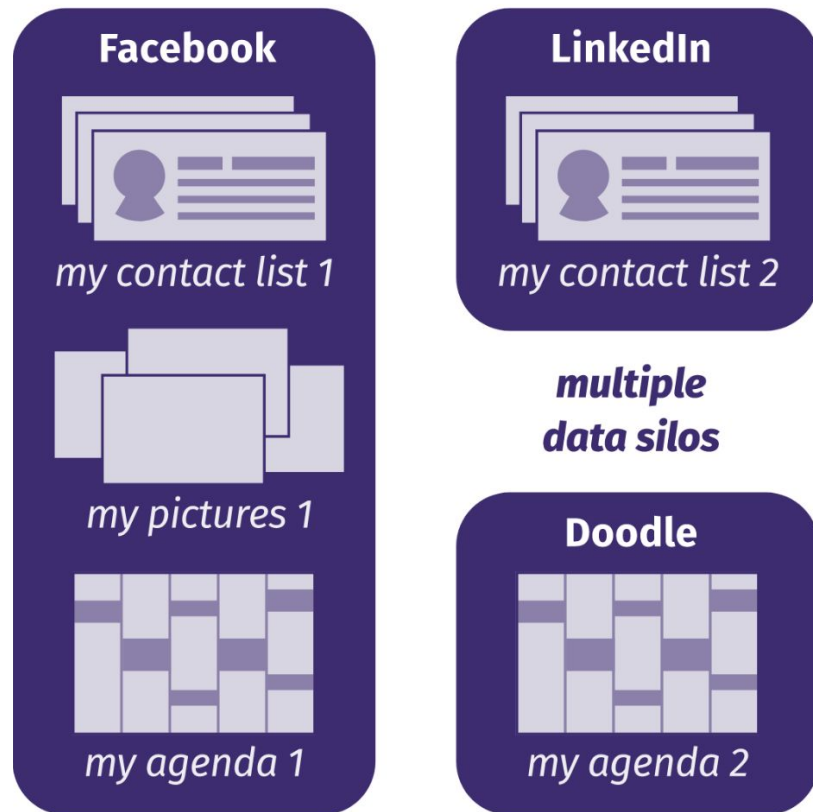 Facebook
my contact list 1
my pictures 1
my agenda 1
LinkedIn
my contact list 2
multiple
data silos
Doodle
my agenda 2